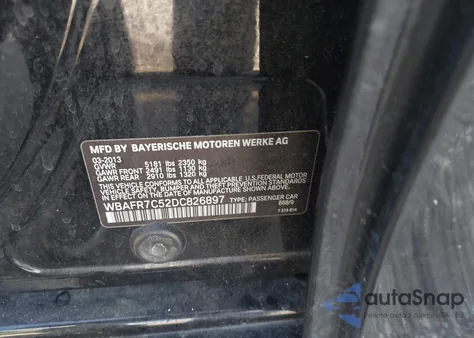 MFD BY BAYERISCHE MOTOREN WERKE AG
03-2013
GVWR 5181 lbs 2350 kg
GAWR FRONT 2491 lbs 1130 kg
GAWR REAR 2910 lbs 1320 kg
THIS VEHICLE CONFORMS TO ALL APPLICABLE U.S. FEDERAL MOTOR
VEHICLE SAFETY, BUMPER, AND THEFT PREVENTION STANDARDS IN
EFFECT ON THE DATE OF MANUFACTURE SHOWN ABOVE.
WBAFR7C52DC826897 TYPE: PASSENGER CAR
668/9
autoSnap